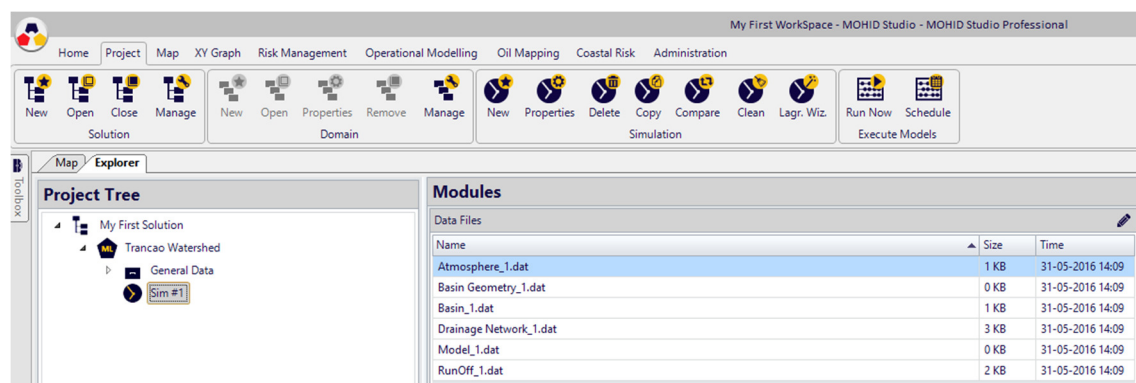 My First WorkSpace - MOHID Studio - MOHID Studio Professional
Home Project Map XY Graph Risk Management Operational Modelling Oil Mapping Coastal Risk Administration
New Open Close Manage New Open Properties Remove Manage New Properties Delete Copy Compare Clean Lagr. Wiz. Run Now Schedule
Solution Domain Simulation Execute Models
Toolbox
Map Explorer
Project Tree
My First Solution
ML Trancao Watershed
General Data
Sim #1
Modules
Data Files
Name Size Time
Atmosphere_1.dat 1 KB 31-05-2016 14:09
Basin Geometry_1.dat 0 KB 31-05-2016 14:09
Basin_1.dat 1 KB 31-05-2016 14:09
Drainage Network_1.dat 3 KB 31-05-2016 14:09
Model_1.dat 0 KB 31-05-2016 14:09
RunOff_1.dat 2 KB 31-05-2016 14:09